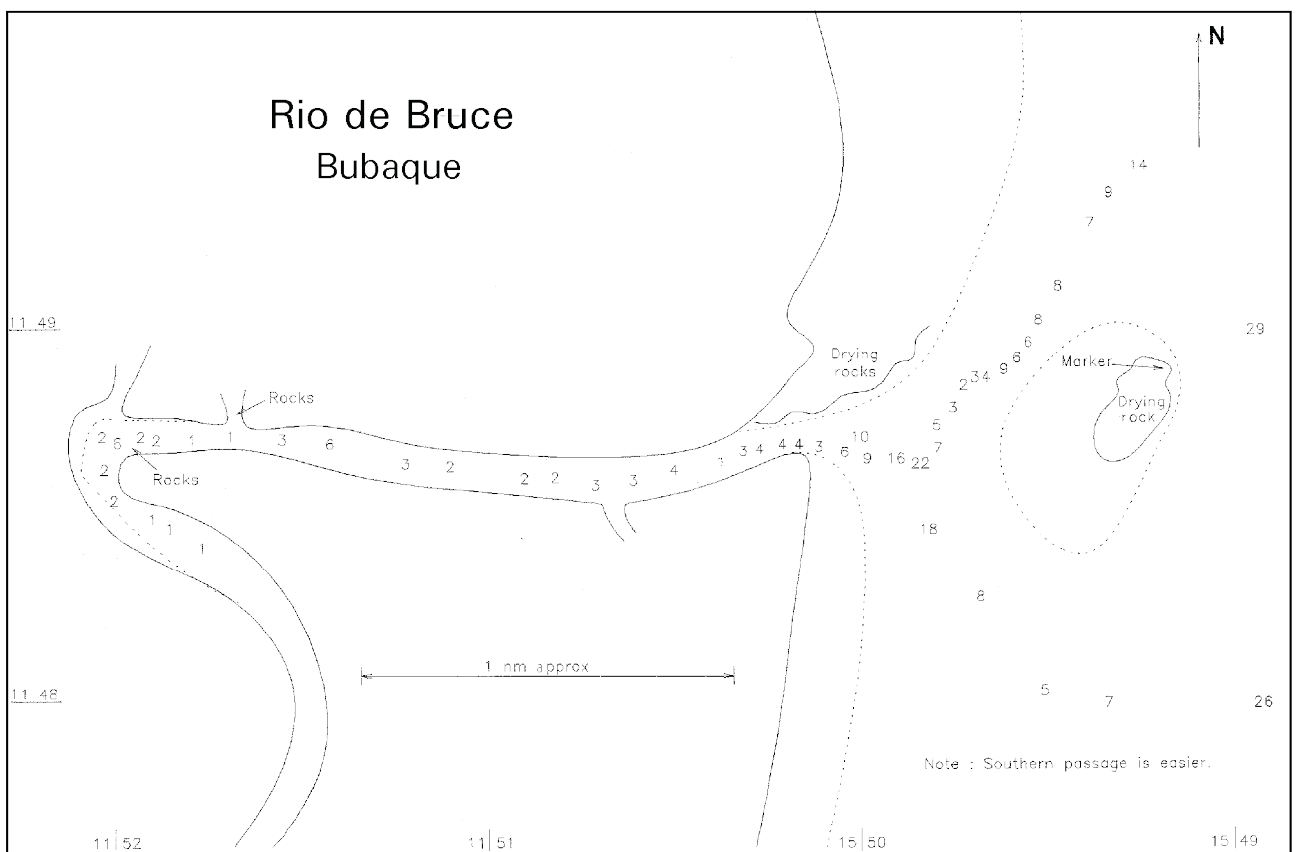 Rio de Bruce
Bubaque
N
14
9
7
8
11 49
8
29
6
6
9
Marker
Drying
rocks
2 3 4
Rocks
3
Drying
rock
5
2 6 2 2 1 1 3 6
10
7
3 4 4 4 3 6 9 16 22
Rocks
2
3 2 2 2 3 3 4 1
2
1
1
1
18
8
1 nm approx
5
7
11 48
26
Note : Southern passage is easier.
11 52
11 51
15 50
15 49